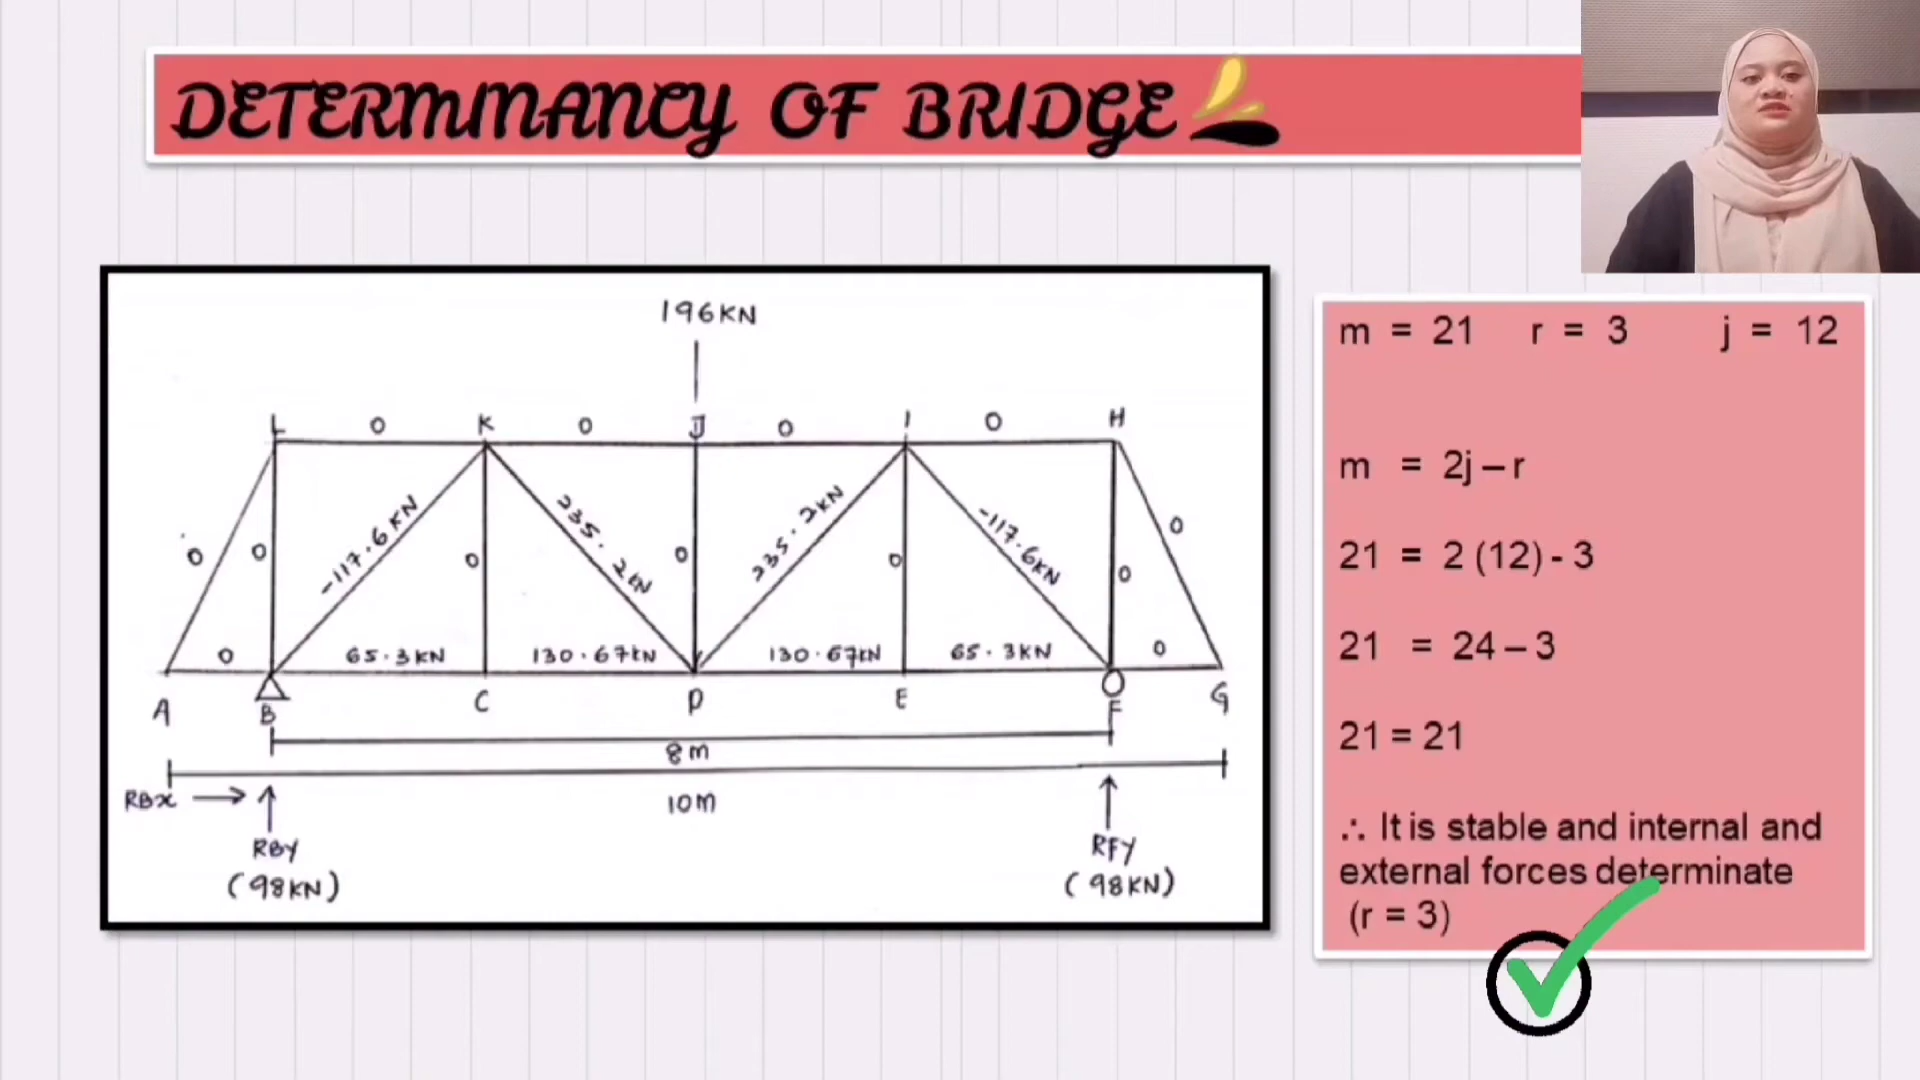 DETERMINANCY OF BRIDGE
196KN
L 0 K 0 J 0 I 0 H
0 0 -117.6KN 0 235.2KN 0 235.2KN 0 -117.6KN 0 0
0 65.3KN 130.67KN 130.67KN 65.3KN 0
A B C D E F G
8m
10m
RBx
RBY
(98KN)
RFY
(98KN)
m = 21 r = 3 j = 12
m = 2j – r
21 = 2 (12) - 3
21 = 24 – 3
21 = 21
∴ It is stable and internal and
external forces determinate
(r = 3)